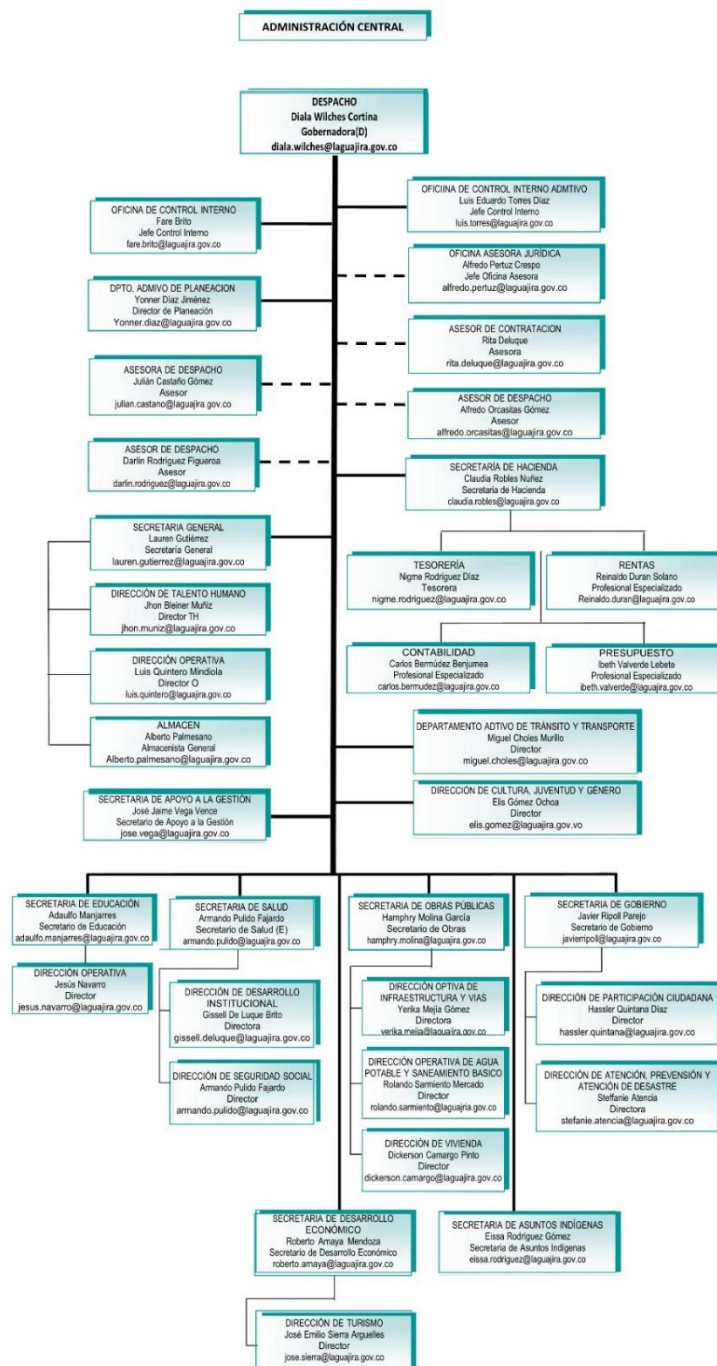 ADMINISTRACIÓN CENTRAL
DESPACHO
Diala Wilches Cortina
Gobernadora(D)
diala.wilches@laguajira.gov.co
OFICINA DE CONTROL INTERNO
Fare Brito
Jefe Control Interno
fare.brito@laguajira.gov.co
OFICIINA DE CONTROL INTERNO ADMTIVO
Luis Eduardo Torres Díaz
Jefe Control Interno
luis.torres@laguajira.gov.co
OFICINA ASESORA JURÍDICA
Alfredo Pertuz Crespo
Jefe Oficina Asesora
alfredo.pertuz@laguajira.gov.co
DPTO. ADMIVO DE PLANEACION
Yonner Díaz Jiménez
Director de Planeación
Yonner.diaz@laguajira.gov.co
ASESOR DE CONTRATACION
Rita Deluque
Asesora
rita.deluque@laguajira.gov.co
ASESORA DE DESPACHO
Julián Castaño Gómez
Asesor
julian.castano@laguajira.gov.co
ASESOR DE DESPACHO
Alfredo Orcasitas Gómez
Asesor
alfredo.orcasitas@laguajira.gov.co
ASESOR DE DESPACHO
Darlin Rodriguez Figueroa
Asesor
darlin.rodriguez@laguajira.gov.co
SECRETARÍA DE HACIENDA
Claudia Robles Nuñez
Secretaría de Hacienda
claudia.robles@laguajira.gov.co
SECRETARIA GENERAL
Lauren Gutiérrez
Secretaría General
lauren.gutierrez@laguajira.gov.co
TESORERÍA
Nigme Rodríguez Díaz
Tesorera
nigme.rodriguez@laguajira.gov.co
RENTAS
Reinaldo Duran Solano
Profesional Especializado
Reinaldo.duran@laguajira.gov.co
DIRECCIÓN DE TALENTO HUMANO
Jhon Bleiner Muñiz
Director TH
jhon.muniz@laguajira.gov.co
CONTABILIDAD
Carlos Bermúdez Benjumea
Profesional Especializado
carlos.bermudez@laguajira.gov.co
PRESUPUESTO
Ibeth Valverde Lebete
Profesional Especializado
ibeth.valverde@laguajira.gov.co
DIRECCIÓN OPERATIVA
Luis Quintero Mindiola
Director O
luis.quintero@laguajira.gov.co
ALMACEN
Alberto Palmesano
Almacenista General
Alberto.palmesano@laguajira.gov.co
DEPARTAMENTO ADTIVO DE TRÁNSITO Y TRANSPORTE
Miguel Choles Murillo
Director
miguel.choles@laguajira.gov.co
SECRETARIA DE APOYO A LA GESTIÓN
José Jaime Vega Vence
Secretario de Apoyo a la Gestión
jose.vega@laguajira.gov.co
DIRECCIÓN DE CULTURA, JUVENTUD Y GÉNERO
Elis Gómez Ochoa
Director
elis.gomez@laguajira.gov.vo
SECRETARIA DE EDUCACIÓN
Adaulfo Manjarres
Secretario de Educación
adaulfo.manjarres@laguajira.gov.co
SECRETARIA DE SALUD
Armando Pulido Fajardo
Secretario de Salud (E)
armando.pulido@laguajira.gov.co
SECRETARIA DE OBRAS PÚBLICAS
Hamphry Molina García
Secretario de Obras
hamphry.molina@laguajira.gov.co
SECRETARIA DE GOBIERNO
Javier Ripoll Parejo
Secretario de Gobierno
javierripoll@laguajira.gov.co
DIRECCIÓN OPERATIVA
Jesús Navarro
Director
jesus.navarro@laguajira.gov.co
DIRECCIÓN DE DESARROLLO
INSTITUCIONAL
Gissell De Luque Brito
Directora
gissell.deluque@laguajira.gov.co
DIRECCIÓN OPTIVA DE
INFRAESTRUCTURA Y VIAS
Yerika Mejía Gómez
Directora
yerika.mejia@laguajira.gov.co
DIRECCIÓN DE PARTICIPACIÓN CIUDADANA
Hassler Quintana Díaz
Director
hassler.quintana@laguajira.gov.co
DIRECCIÓN DE SEGURIDAD SOCIAL
Armando Pulido Fajardo
Director
armando.pulido@laguajira.gov.co
DIRECCIÓN OPERATIVA DE AGUA
POTABLE Y SANEAMIENTO BASICO
Rolando Sarmiento Mercado
Director
rolando.sarmiento@laguajria.gov.co
DIRECCIÓN DE ATENCIÓN, PREVENCIÓN Y
ATENCIÓN DE DESASTRE
Steffanie Atencia
Directora
stefanie.atencia@laguajira.gov.co
DIRECCIÓN DE VIVIENDA
Dickerson Camargo Pinto
Director
dickerson.camargo@laguajira.gov.co
SECRETARIA DE DESARROLLO
ECONÓMICO
Roberto Amaya Mendoza
Secretario de Desarrollo Económico
roberto.amaya@laguajira.gov.co
SECRETARIA DE ASUNTOS INDÍGENAS
Eissa Rodriguez Gómez
Secretaria de Asuntos Indígenas
eissa.rodriguez@laguajira.gov.co
DIRECCIÓN DE TURISMO
José Emilio Sierra Arguelles
Director
jose.sierra@laguajira.gov.co